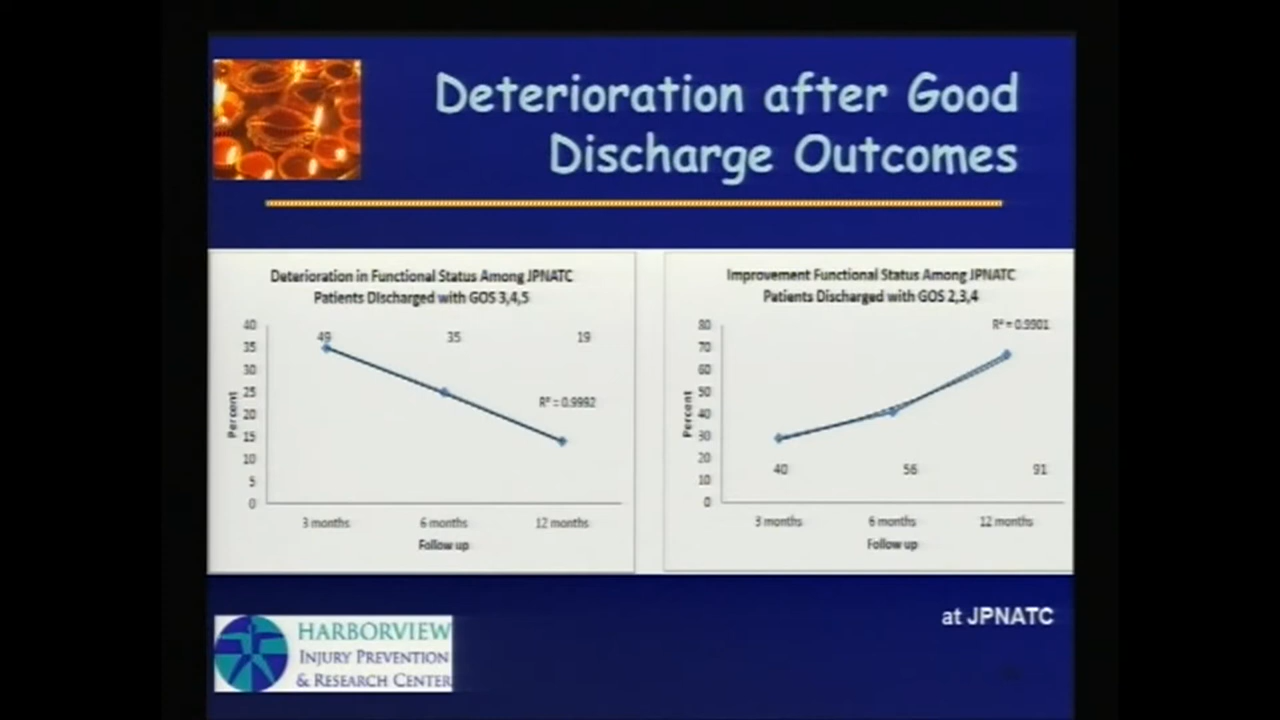 Deterioration after Good
Discharge Outcomes
Deterioration in Functional Status Among JPNATC
Patients Discharged with GOS 3,4,5
40
35
30
25
20
15
10
5
0
Percent
49
35
19
R² = 0.9992
3 months
6 months
12 months
Follow up
Improvement Functional Status Among JPNATC
Patients Discharged with GOS 2,3,4
80
70
60
50
40
30
20
10
0
Percent
R² = 0.9901
40
56
91
3 months
6 months
12 months
Follow up
at JPNATC
HARBORVIEW
INJURY PREVENTION
& RESEARCH CENTER